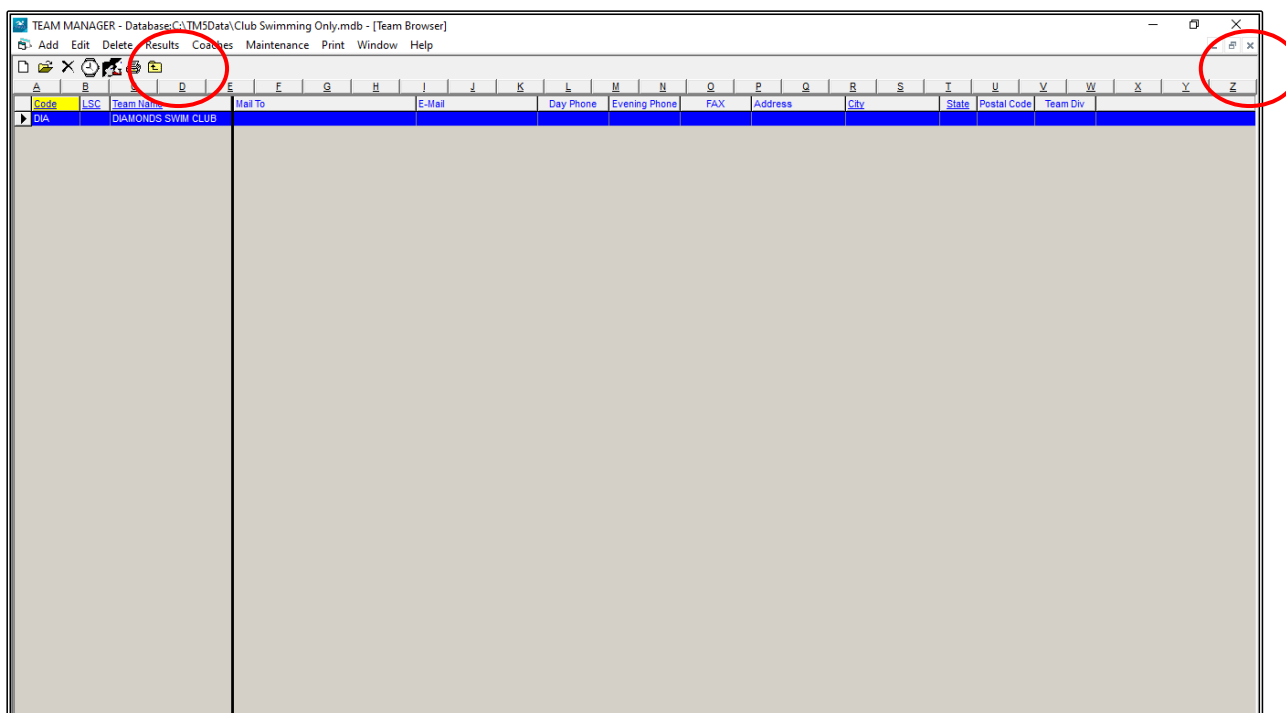 TEAM MANAGER - Database:C:\TM5Data\Club Swimming Only.mdb - [Team Browser]
Add Edit Delete Results Coaches Maintenance Print Window Help
A B C D E F G H I J K L M N O P Q R S T U V W X Y Z
Code LSC Team Name Mail To E-Mail Day Phone Evening Phone FAX Address City State Postal Code Team Div
DIA DIAMONDS SWIM CLUB